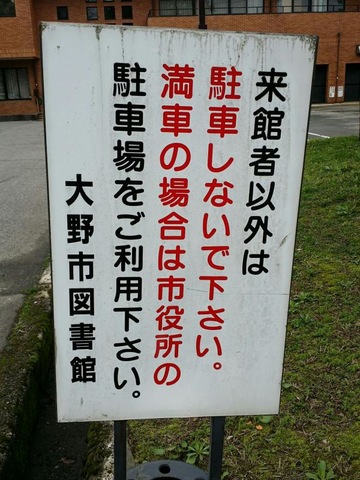 来館者以外は
駐車しないで下さい。
満車の場合は市役所の
駐車場をご利用下さい。
大野市図書館